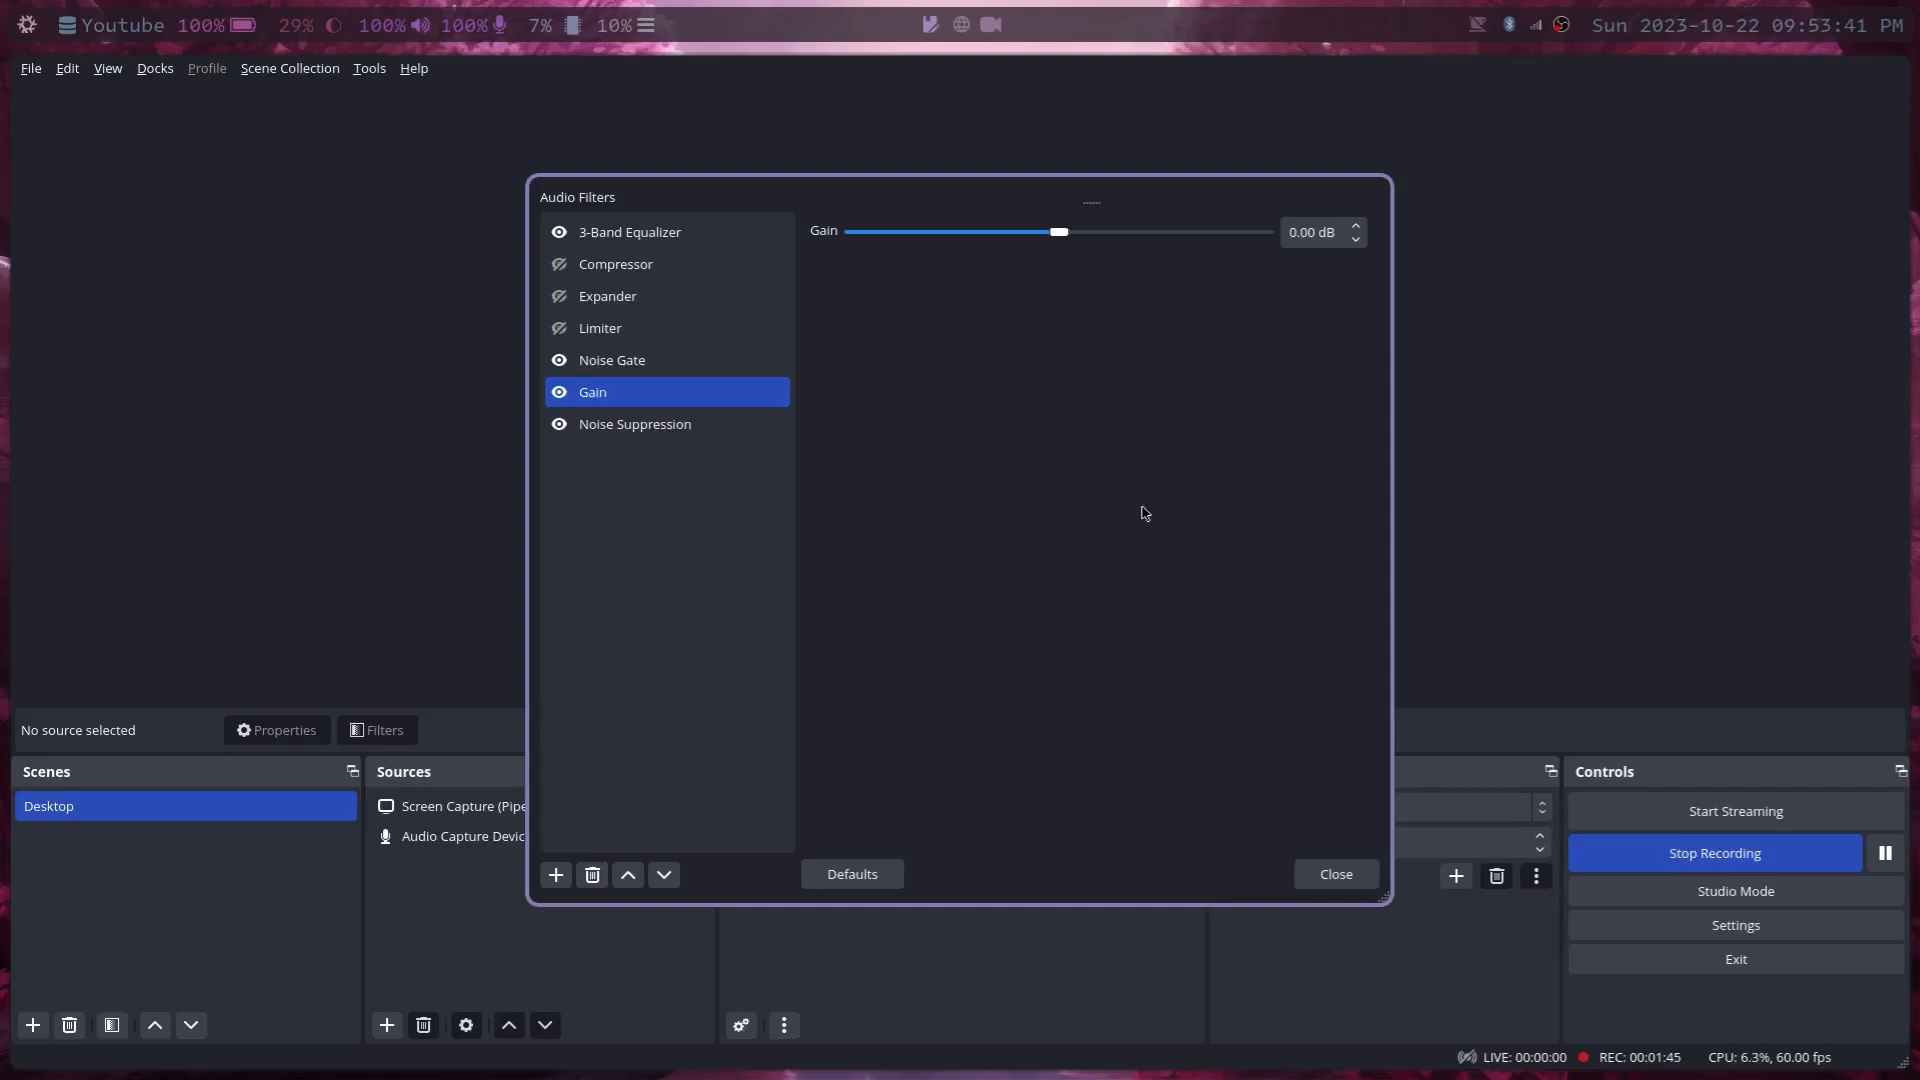 Youtube 100% 29% 100% 100% 7% 10% Sun 2023-10-22 09:53:41 PM
File Edit View Docks Profile Scene Collection Tools Help
Audio Filters
Gain 0.00 dB
3-Band Equalizer
Compressor
Expander
Limiter
Noise Gate
Gain
Noise Suppression
Defaults Close
No source selected Properties Filters
Scenes Sources Controls
Desktop
Screen Capture (Pipe
Audio Capture Devic
Start Streaming
Stop Recording
Studio Mode
Settings
Exit
LIVE: 00:00:00 REC: 00:01:45 CPU: 6.3%, 60.00 fps